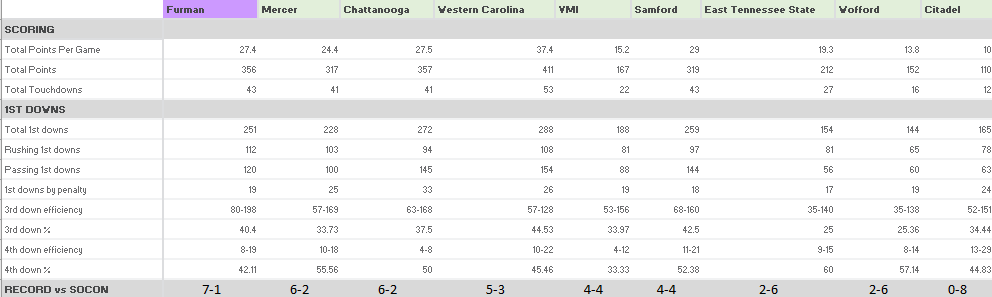 Furman Mercer Chattanooga Western Carolina VMI Samford East Tennessee State Wofford Citadel
SCORING
Total Points Per Game 27.4 24.4 27.5 37.4 15.2 29 19.3 13.8 10
Total Points 356 317 357 411 167 319 212 152 110
Total Touchdowns 43 41 41 53 22 43 27 16 12
1ST DOWNS
Total 1st downs 251 228 272 288 188 259 154 144 165
Rushing 1st downs 112 103 94 108 81 97 81 65 78
Passing 1st downs 120 100 145 154 88 144 56 60 63
1st downs by penalty 19 25 33 26 19 18 17 19 24
3rd down efficiency 80-198 57-169 63-168 57-128 53-156 68-160 35-140 35-138 52-151
3rd down % 40.4 33.73 37.5 44.53 33.97 42.5 25 25.36 34.44
4th down efficiency 8-19 10-18 4-8 10-22 4-12 11-21 9-15 8-14 13-29
4th down % 42.11 55.56 50 45.46 33.33 52.38 60 57.14 44.83
RECORD vs SOCON 7-1 6-2 6-2 5-3 4-4 4-4 2-6 2-6 0-8